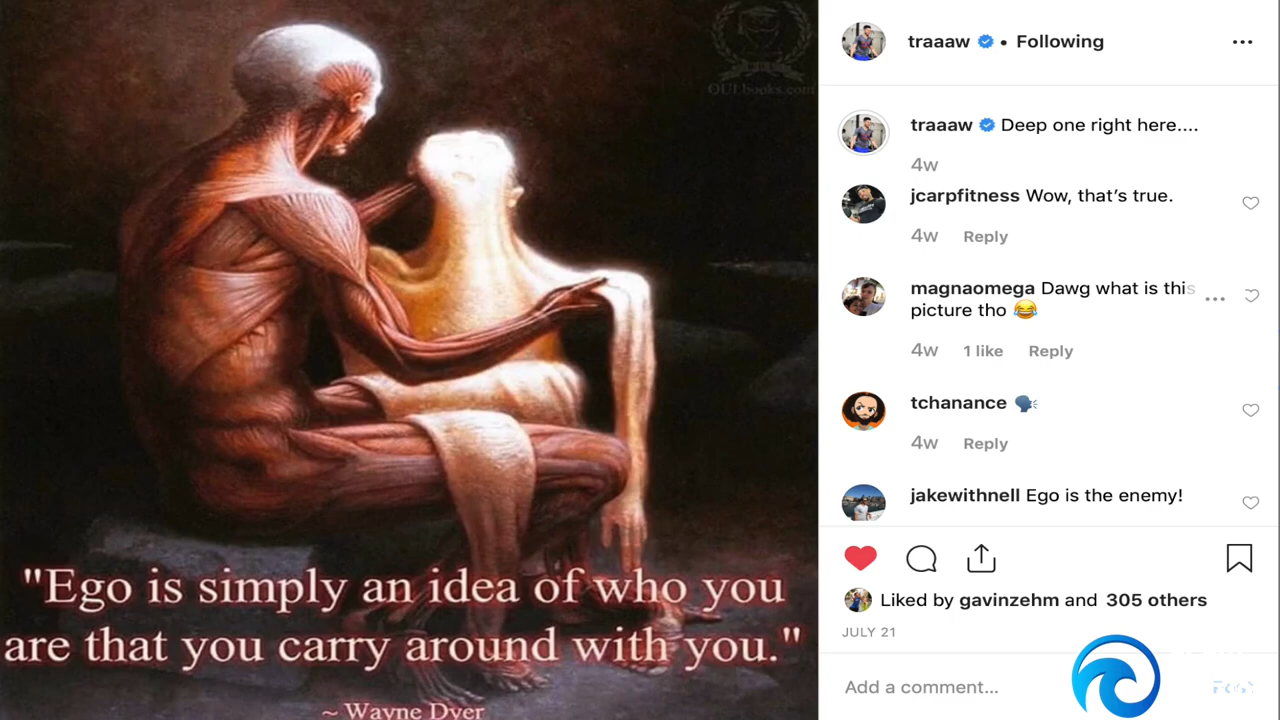 OULbooks.com
"Ego is simply an idea of who you
are that you carry around with you."
~ Wayne Dyer
traaaw • Following
traaaw Deep one right here....
4w
jcarpfitness Wow, that's true.
4w Reply
magnaomega Dawg what is this
picture tho 😂
4w 1 like Reply
tchanance 🗣
4w Reply
jakewithnell Ego is the enemy!
Liked by gavinzehm and 305 others
JULY 21
Add a comment...